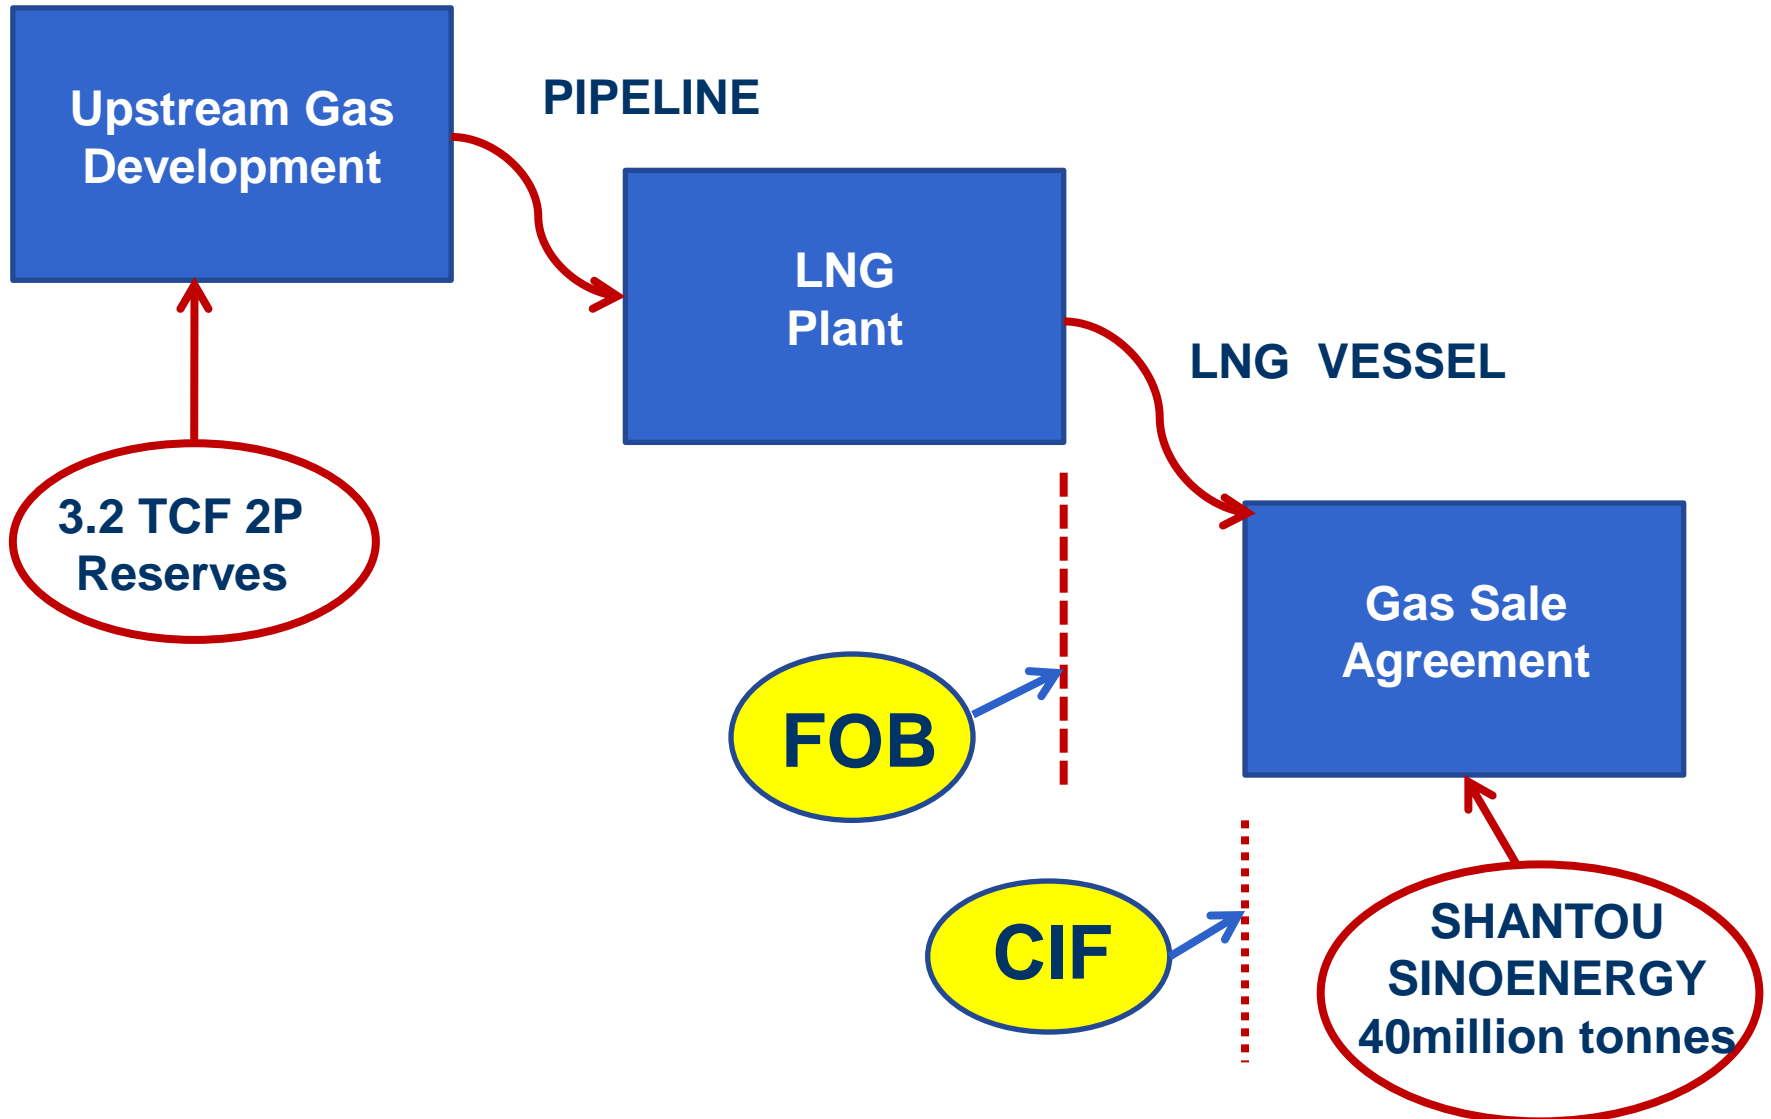 Upstream Gas
Development
PIPELINE
LNG
Plant
LNG VESSEL
3.2 TCF 2P
Reserves
Gas Sale
Agreement
FOB
CIF
SHANTOU
SINOENERGY
40million tonnes